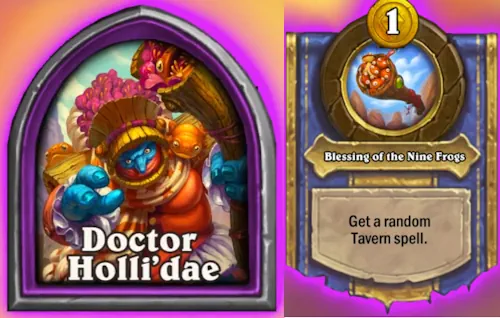 Doctor
Holli'dae
1
Blessing of the Nine Frogs
Get a random
Tavern spell.